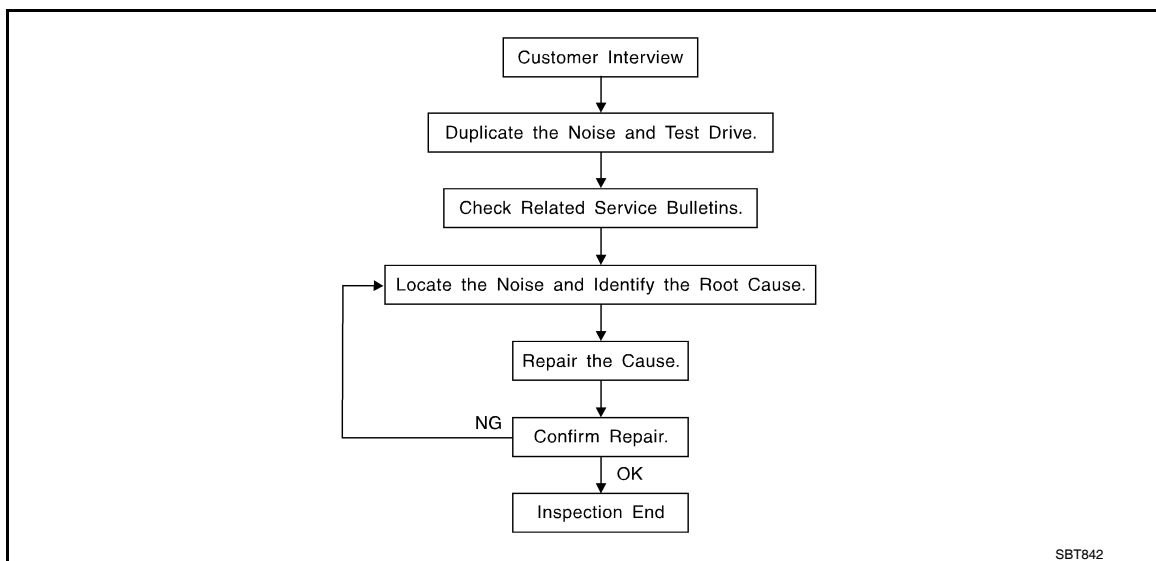 Customer Interview
Duplicate the Noise and Test Drive.
Check Related Service Bulletins.
Locate the Noise and Identify the Root Cause.
Repair the Cause.
NG
Confirm Repair.
OK
Inspection End
SBT842